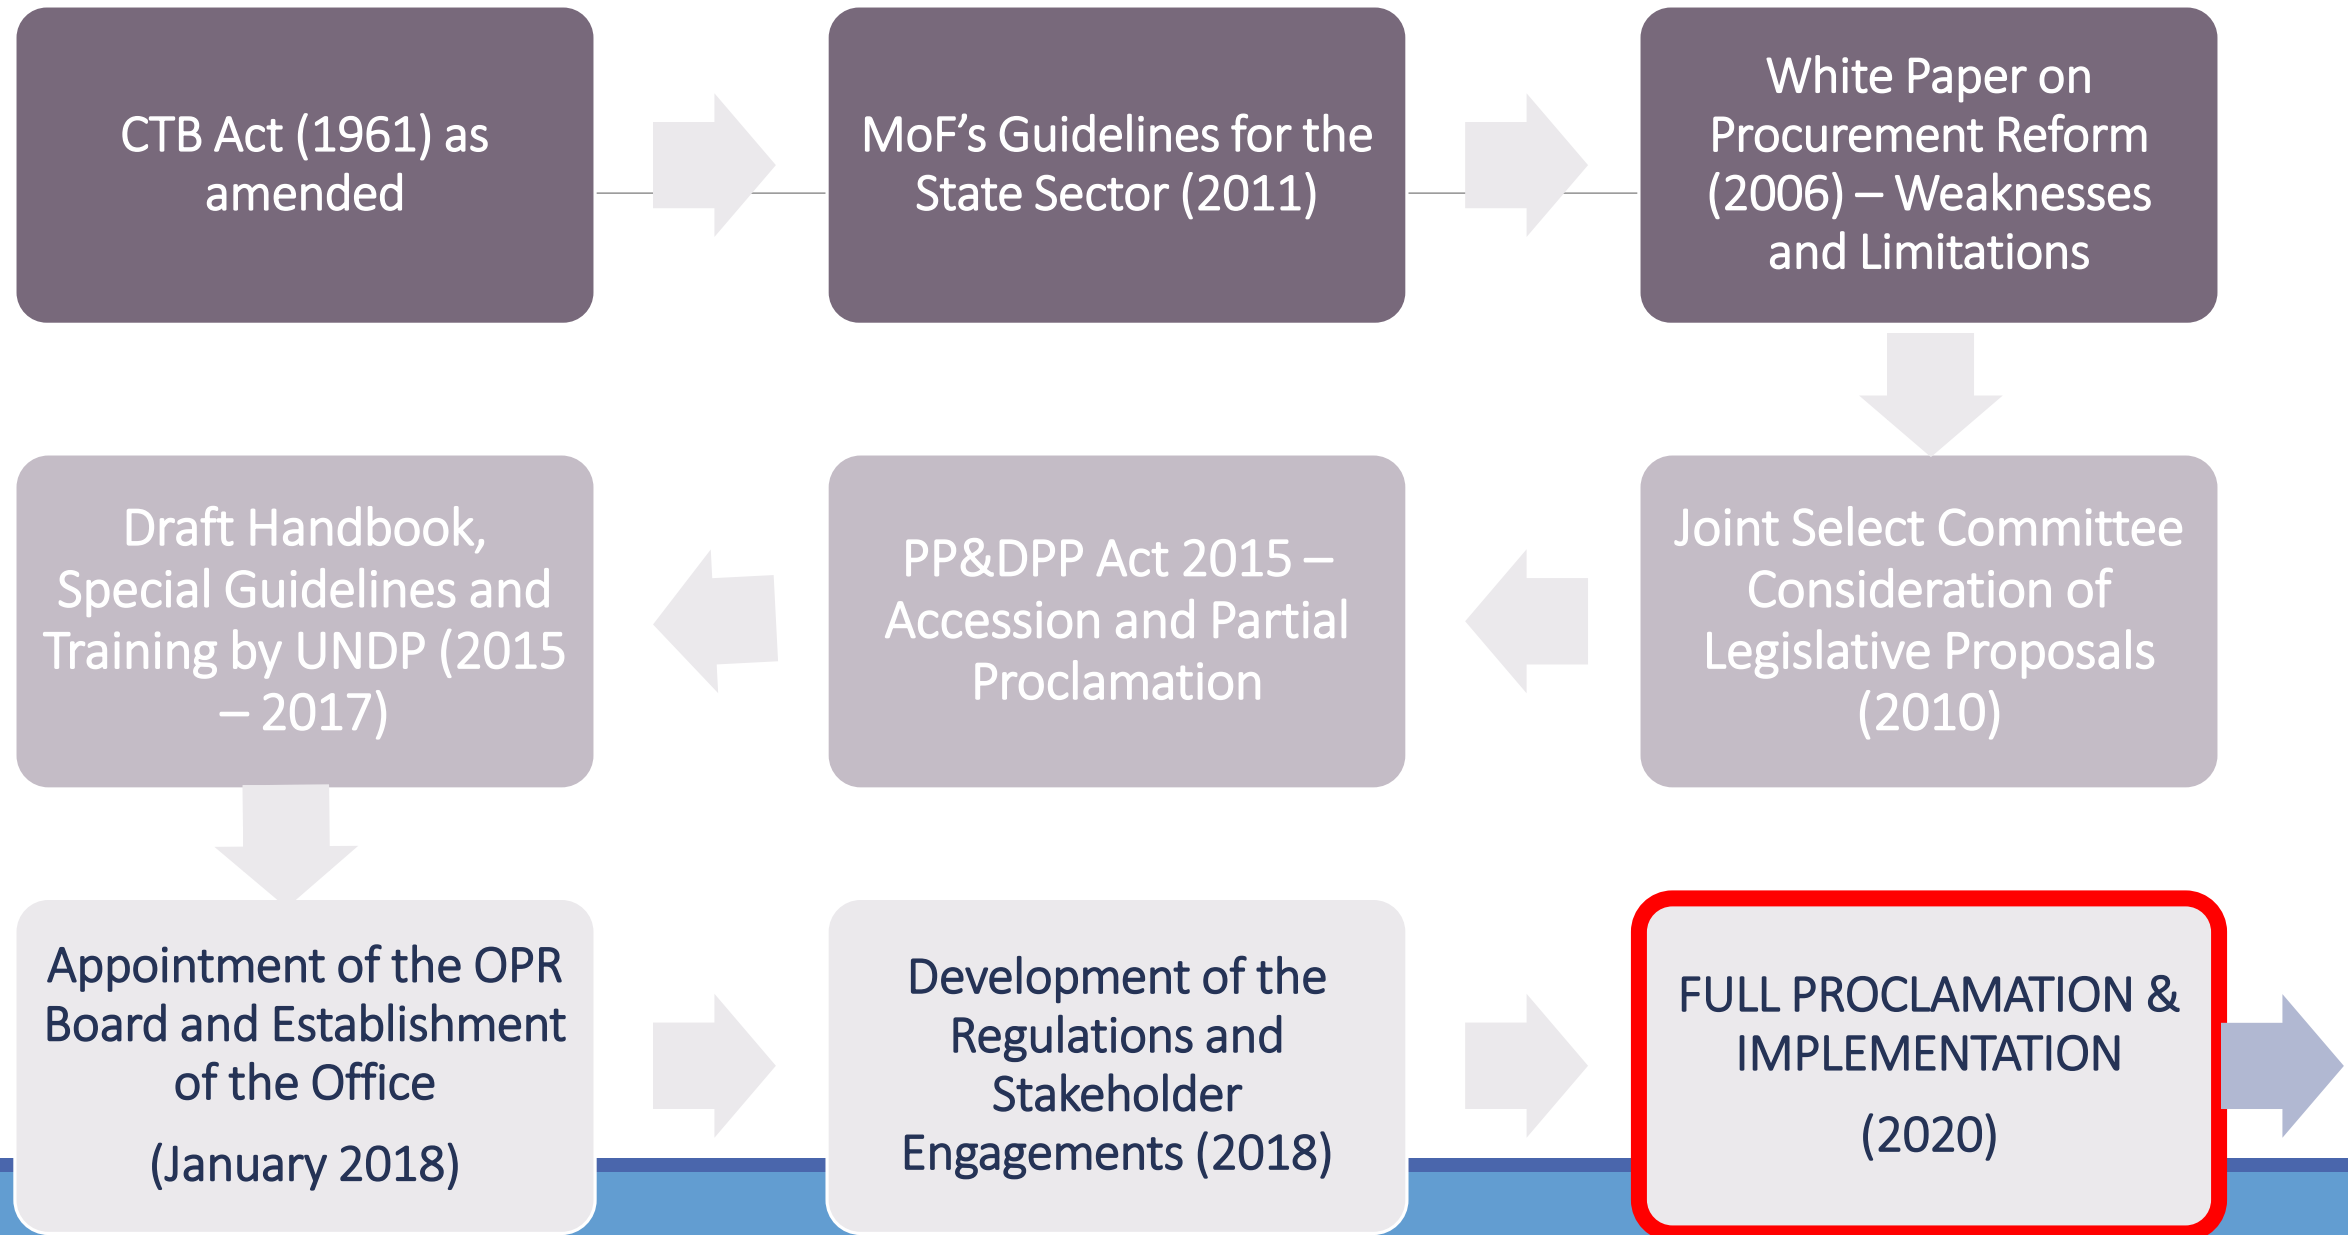 CTB Act (1961) as
amended
MoF’s Guidelines for the
State Sector (2011)
White Paper on
Procurement Reform
(2006) – Weaknesses
and Limitations
Joint Select Committee
Consideration of
Legislative Proposals
(2010)
PP&DPP Act 2015 –
Accession and Partial
Proclamation
Draft Handbook,
Special Guidelines and
Training by UNDP (2015
– 2017)
Appointment of the OPR
Board and Establishment
of the Office
(January 2018)
Development of the
Regulations and
Stakeholder
Engagements (2018)
FULL PROCLAMATION &
IMPLEMENTATION
(2020)